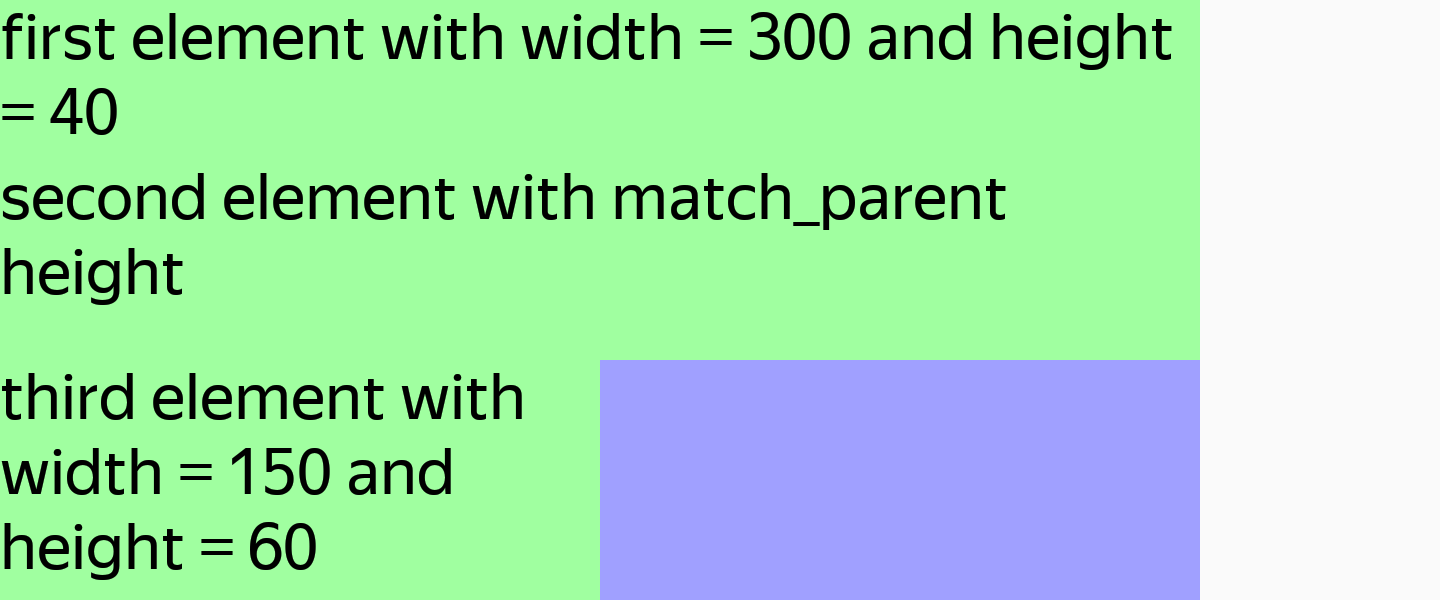 first element with width = 300 and height
= 40
second element with match_parent
height
third element with
width = 150 and
height = 60